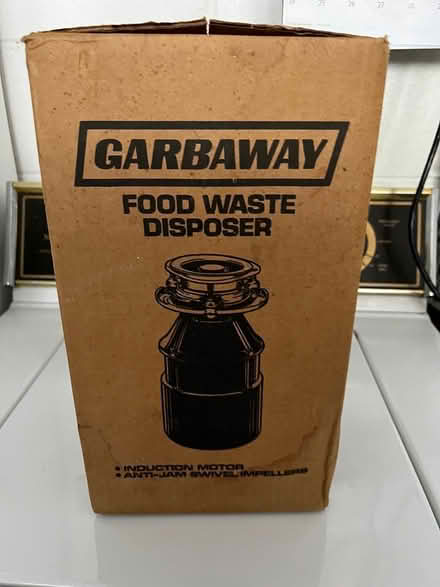 GARBAWAY
FOOD WASTE
DISPOSER
• INDUCTION MOTOR
• ANTI-JAM SWIVEL IMPELLERS